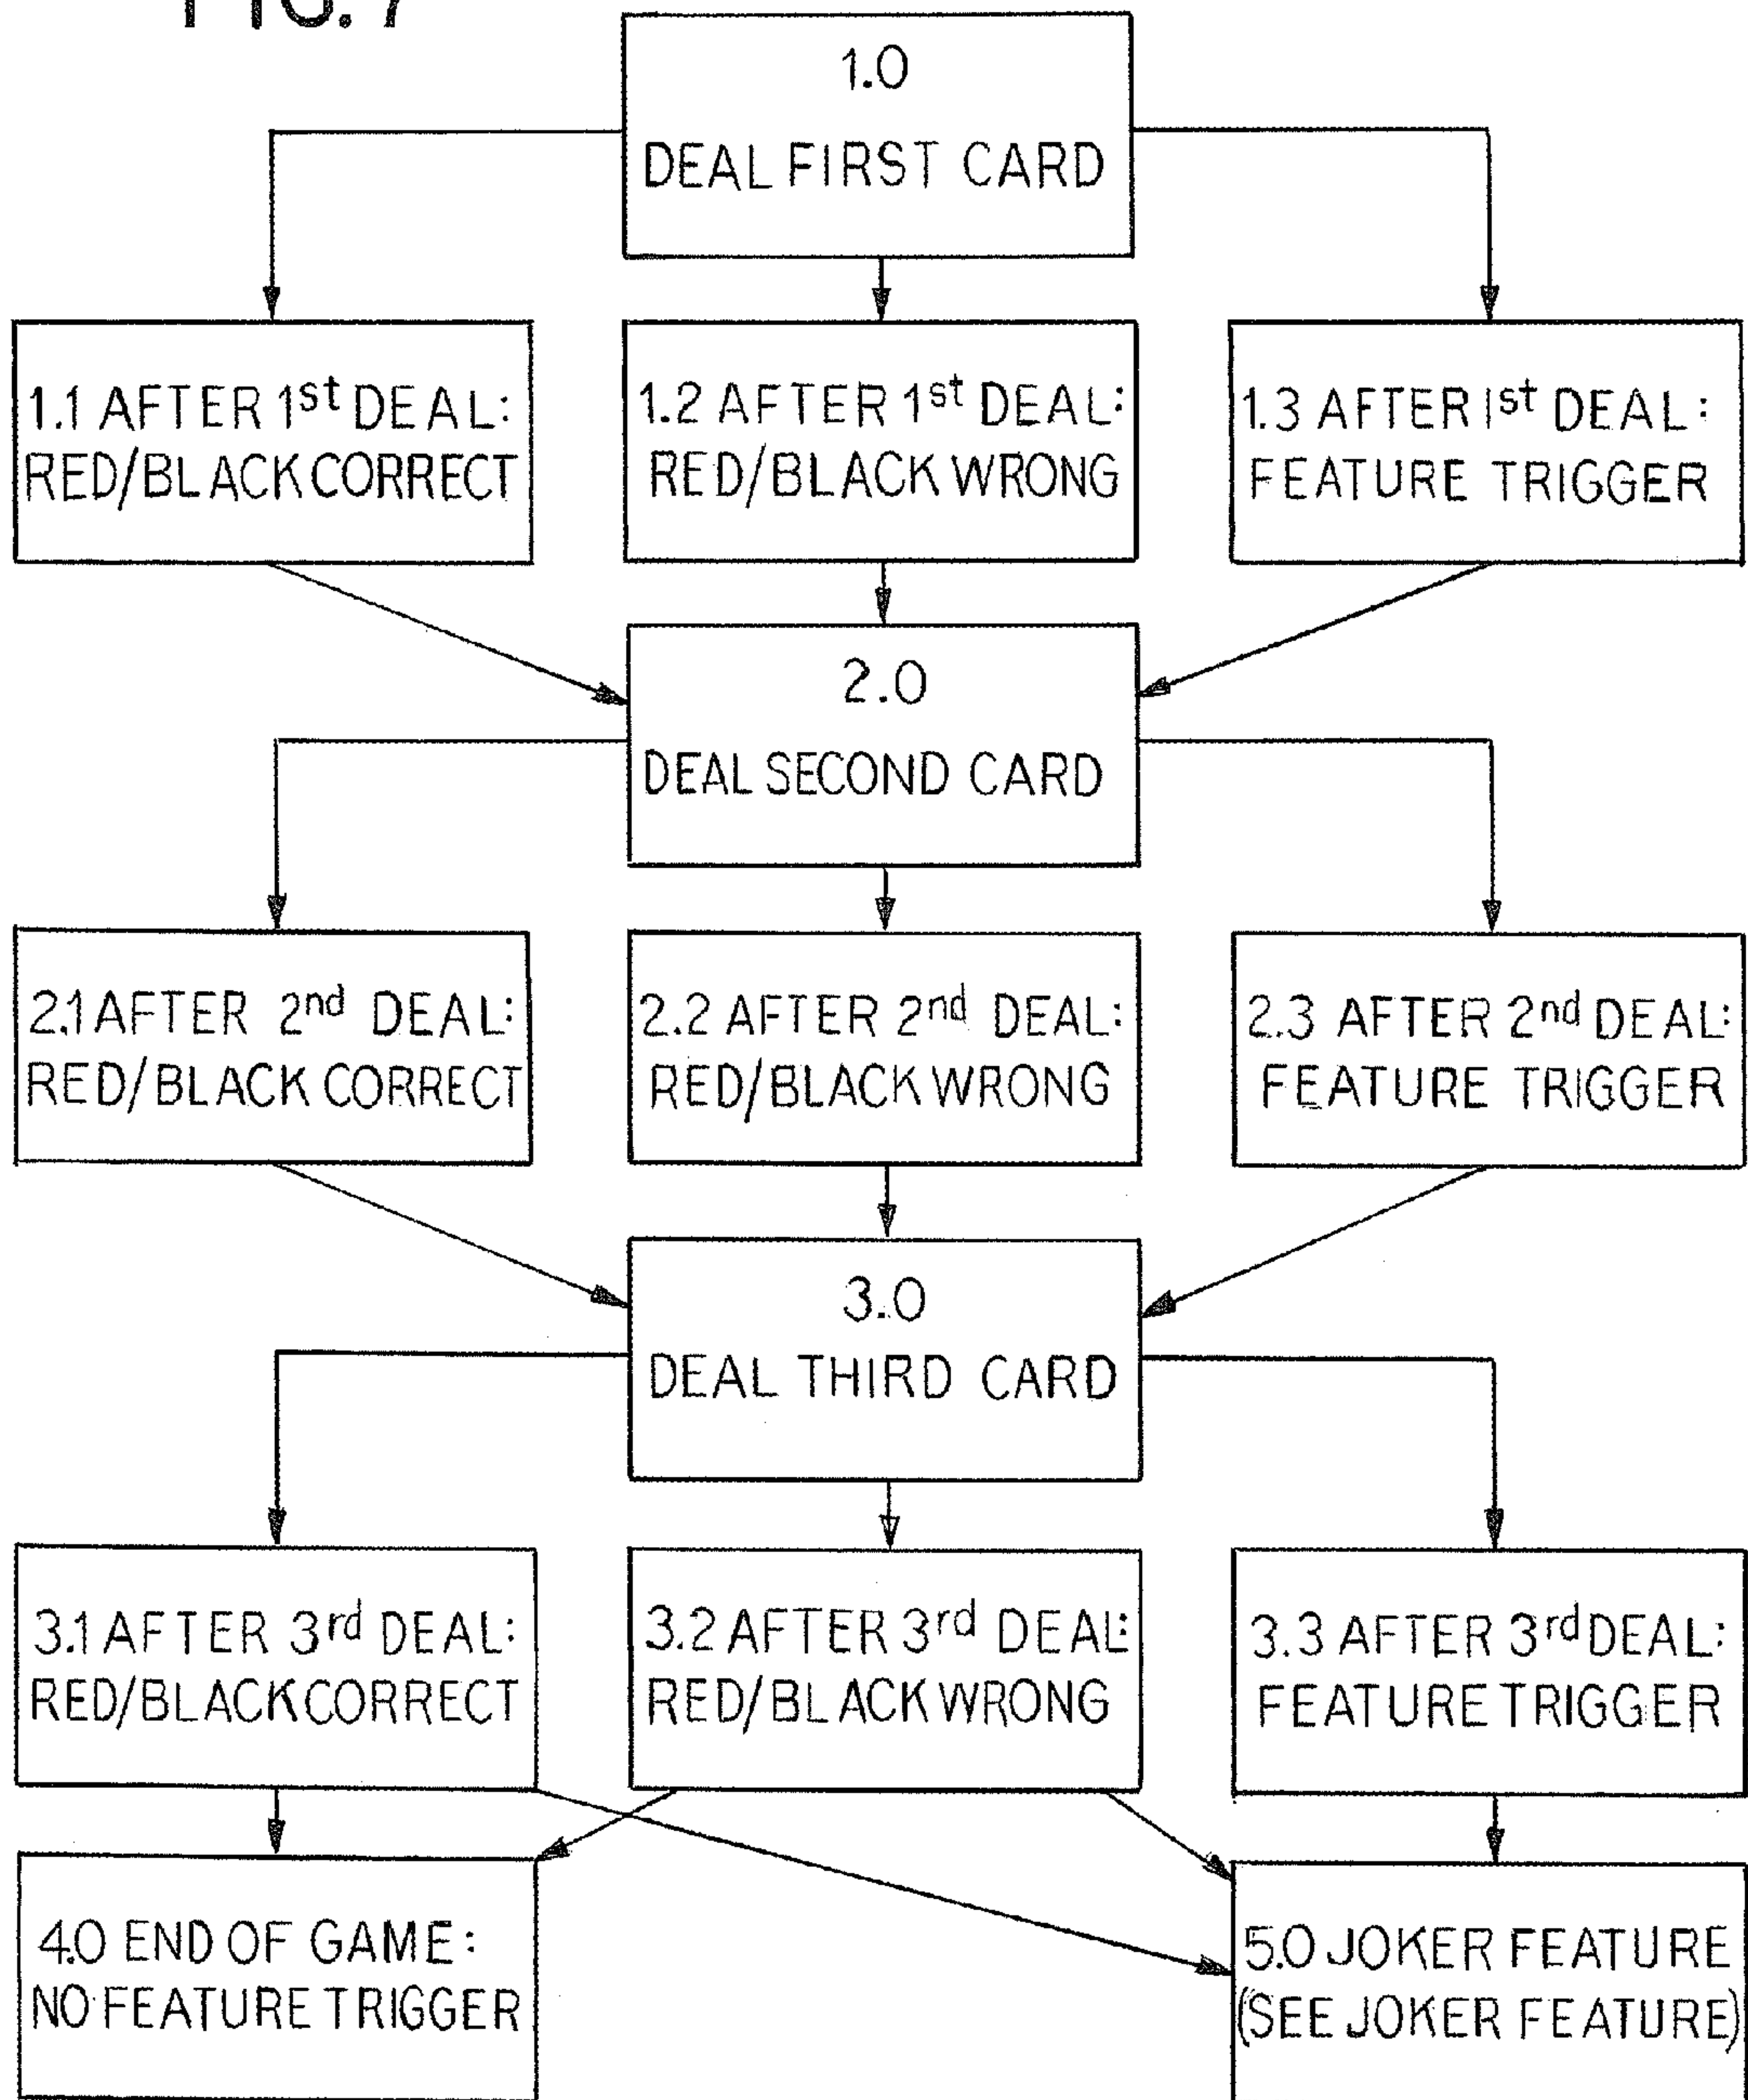 FIG. 7
1.0
DEAL FIRST CARD
1.1 AFTER 1st DEAL:
RED/BLACK CORRECT
1.2 AFTER 1st DEAL:
RED/BLACK WRONG
1.3 AFTER 1st DEAL:
FEATURE TRIGGER
2.0
DEAL SECOND CARD
2.1 AFTER 2nd DEAL:
RED/BLACK CORRECT
2.2 AFTER 2nd DEAL:
RED/BLACK WRONG
2.3 AFTER 2nd DEAL:
FEATURE TRIGGER
3.0
DEAL THIRD CARD
3.1 AFTER 3rd DEAL:
RED/BLACK CORRECT
3.2 AFTER 3rd DEAL:
RED/BLACK WRONG
3.3 AFTER 3rd DEAL:
FEATURE TRIGGER
4.0 END OF GAME:
NO FEATURE TRIGGER
5.0 JOKER FEATURE
(SEE JOKER FEATURE)